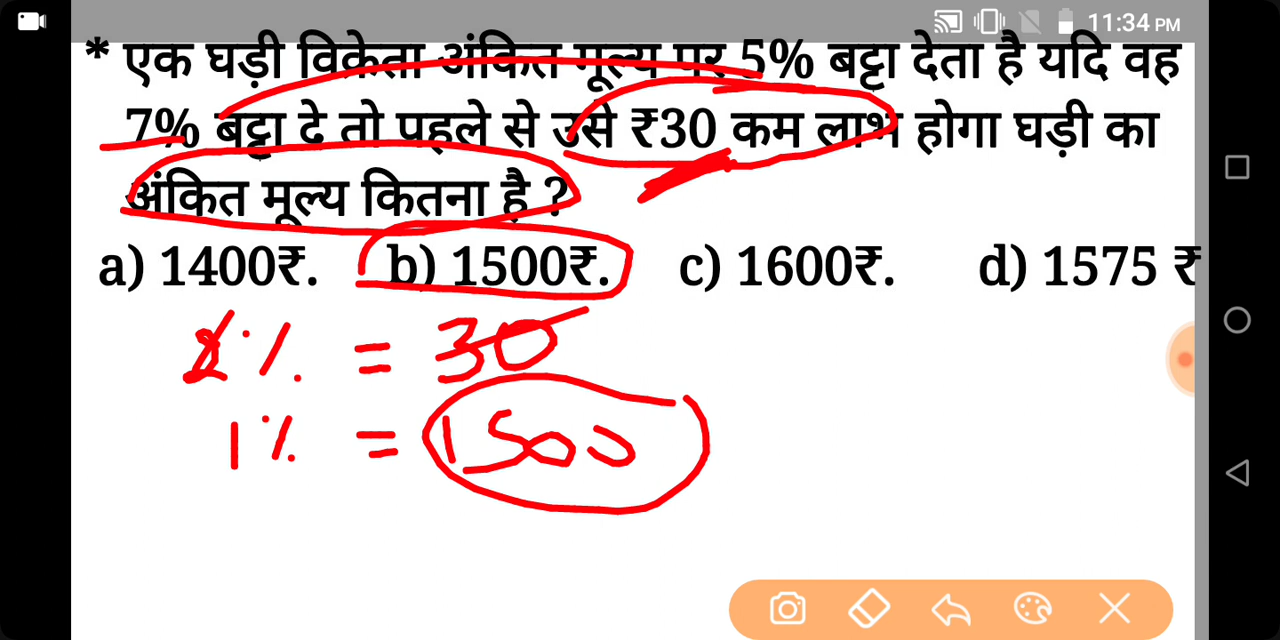 11:34 PM
* एक घड़ी विकेता अंकित मूल्य पर 5% बट्टा देता है यदि वह
7% बट्टा दे तो पहले से उसे ₹30 कम लाभ होगा घड़ी का
अंकित मूल्य कितना है ?
a) 1400₹. b) 1500₹. c) 1600₹. d) 1575 ₹
2% = 30
1% = 1500